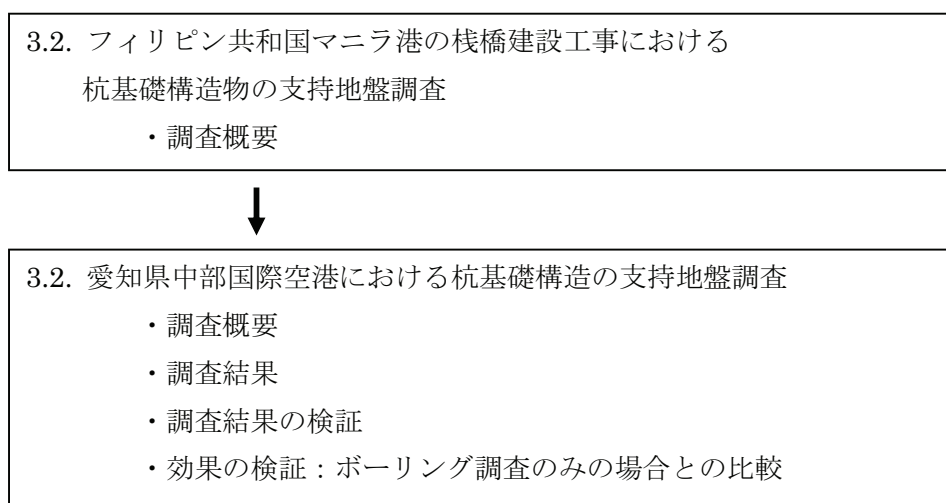 3.2. フィリピン共和国マニラ港の桟橋建設工事における
杭基礎構造物の支持地盤調査
・調査概要
3.2. 愛知県中部国際空港における杭基礎構造の支持地盤調査
・調査概要
・調査結果
・調査結果の検証
・効果の検証：ボーリング調査のみの場合との比較